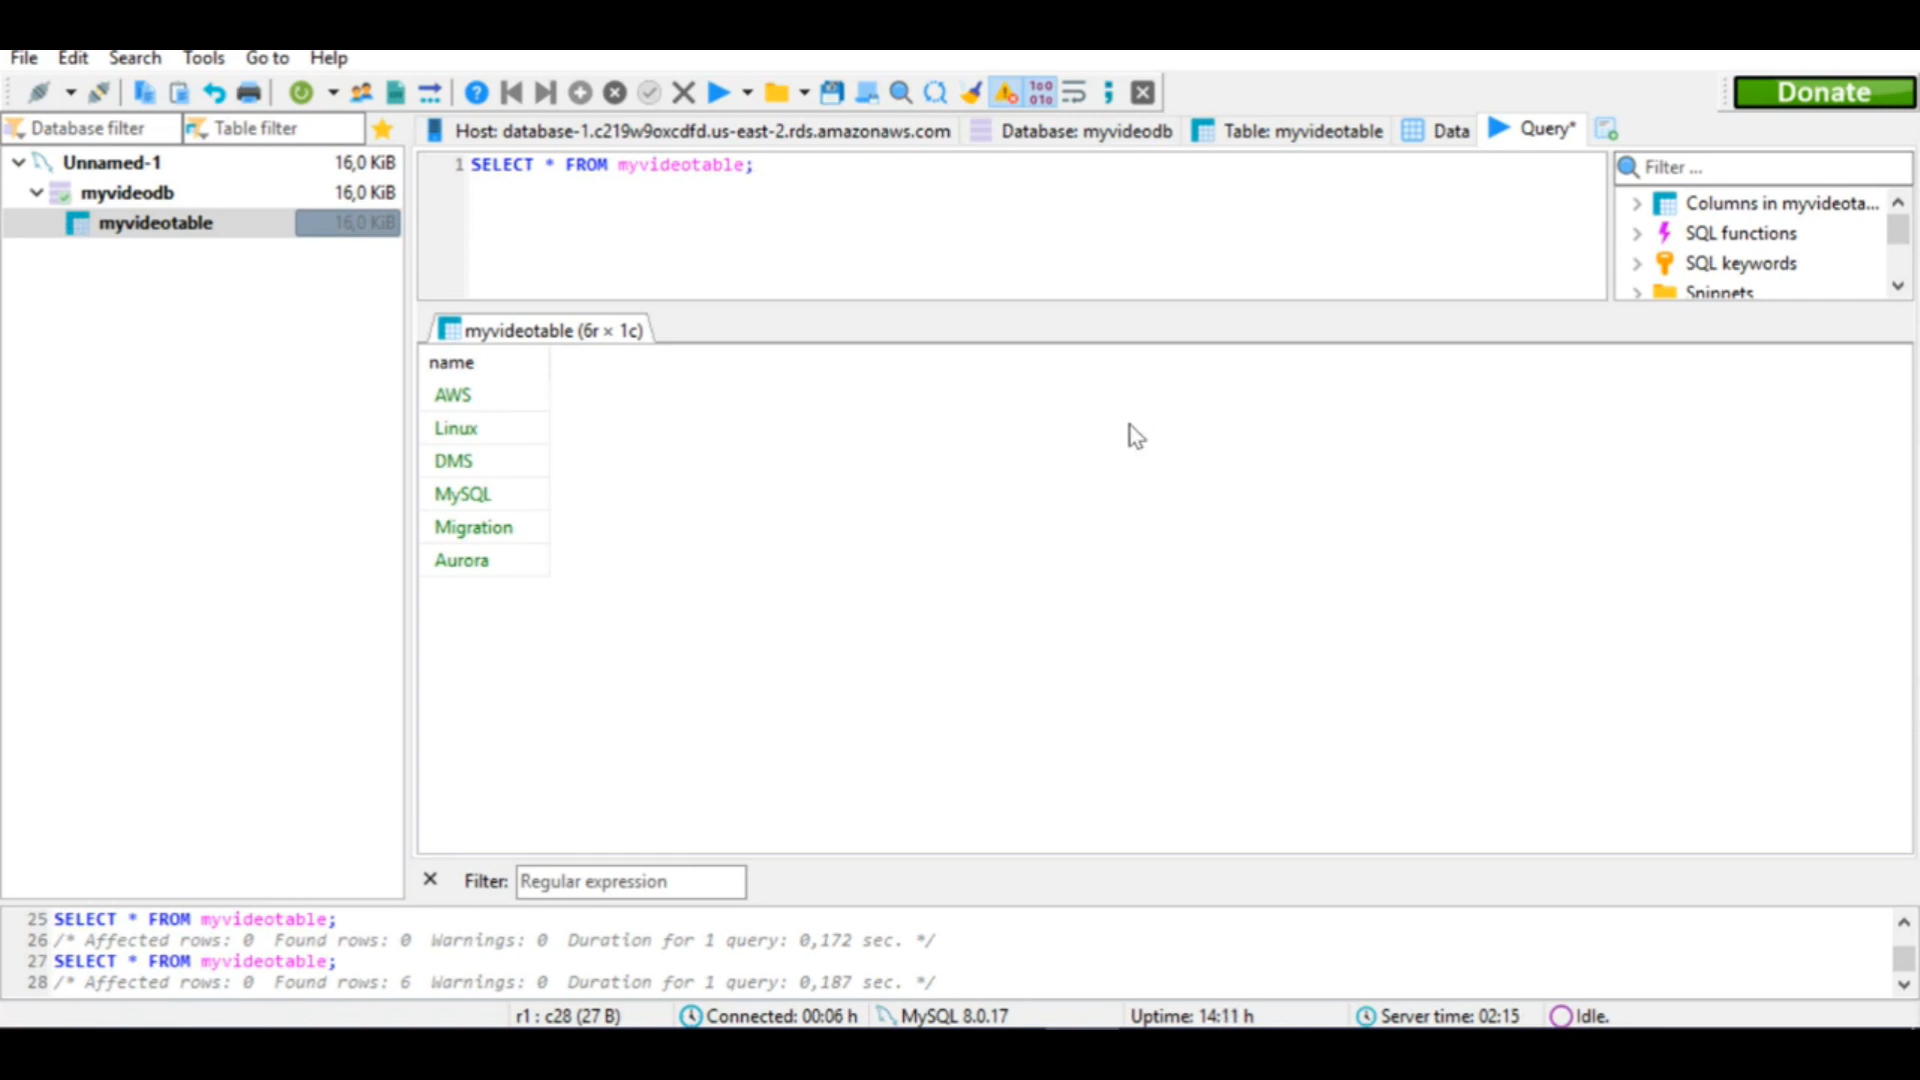 File Edit Search Tools Go to Help
100
010
Donate
Database filter Table filter
Host: database-1.c219w9oxcdfd.us-east-2.rds.amazonaws.com Database: myvideodb Table: myvideotable Data Query*
Unnamed-1 16,0 KiB
myvideodb 16,0 KiB
myvideotable 16,0 KiB
1 SELECT * FROM myvideotable;
Filter ...
Columns in myvideota...
SQL functions
SQL keywords
Snippets
myvideotable (6r × 1c)
name
AWS
Linux
DMS
MySQL
Migration
Aurora
Filter: Regular expression
25 SELECT * FROM myvideotable;
26 /* Affected rows: 0 Found rows: 0 Warnings: 0 Duration for 1 query: 0,172 sec. */
27 SELECT * FROM myvideotable;
28 /* Affected rows: 0 Found rows: 6 Warnings: 0 Duration for 1 query: 0,187 sec. */
r1 : c28 (27 B) Connected: 00:06 h MySQL 8.0.17 Uptime: 14:11 h Server time: 02:15 Idle.